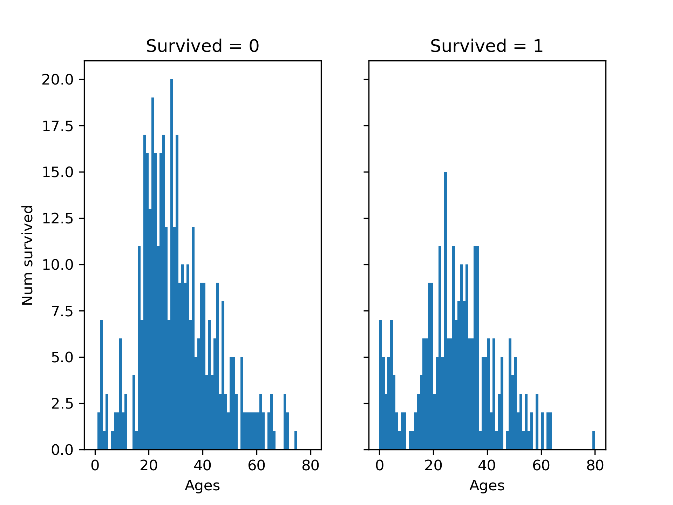 Survived = 0
Survived = 1
20.0
17.5
15.0
12.5
10.0
7.5
5.0
2.5
0.0
Num survived
0 20 40 60 80
0 20 40 60 80
Ages
Ages